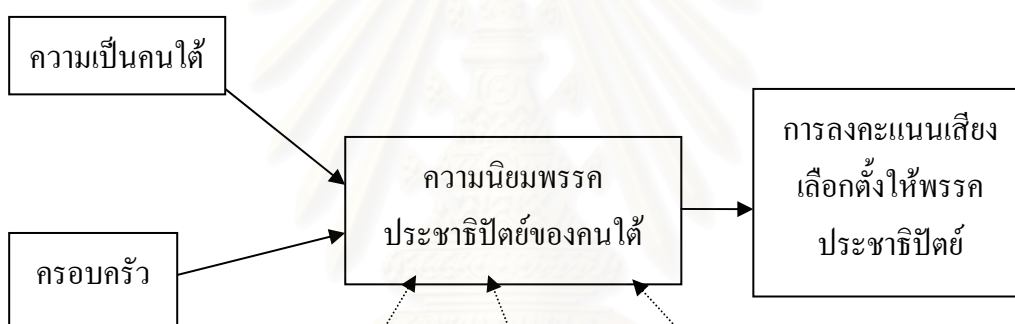 ความเป็นคนใต้
ครอบครัว
ความนิยมพรรค
ประชาธิปัตย์ของคนใต้
การลงคะแนนเสียง
เลือกตั้งให้พรรค
ประชาธิปัตย์